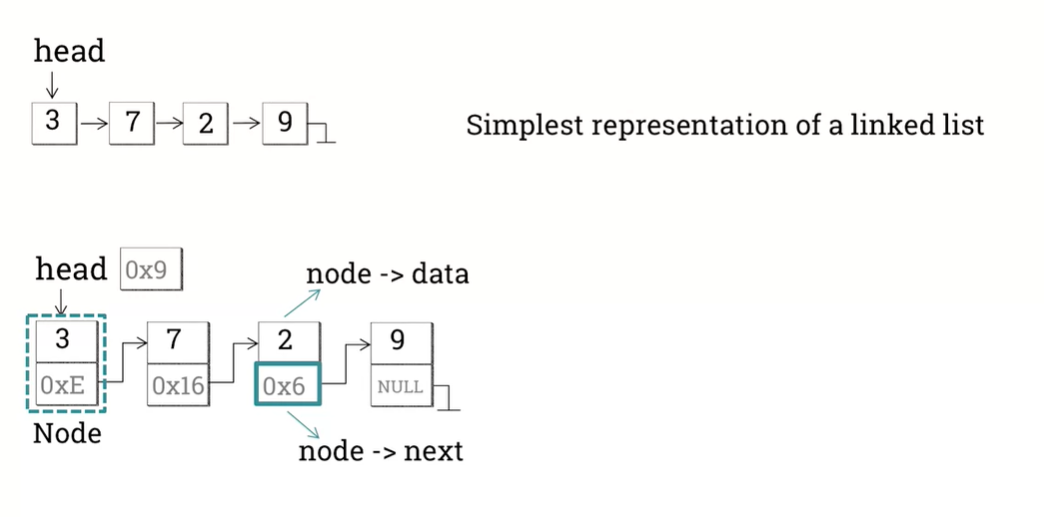 head
3 7 2 9
Simplest representation of a linked list
head 0x9
node -> data
3 7 2 9
0xE 0x16 0x6 NULL
Node
node -> next